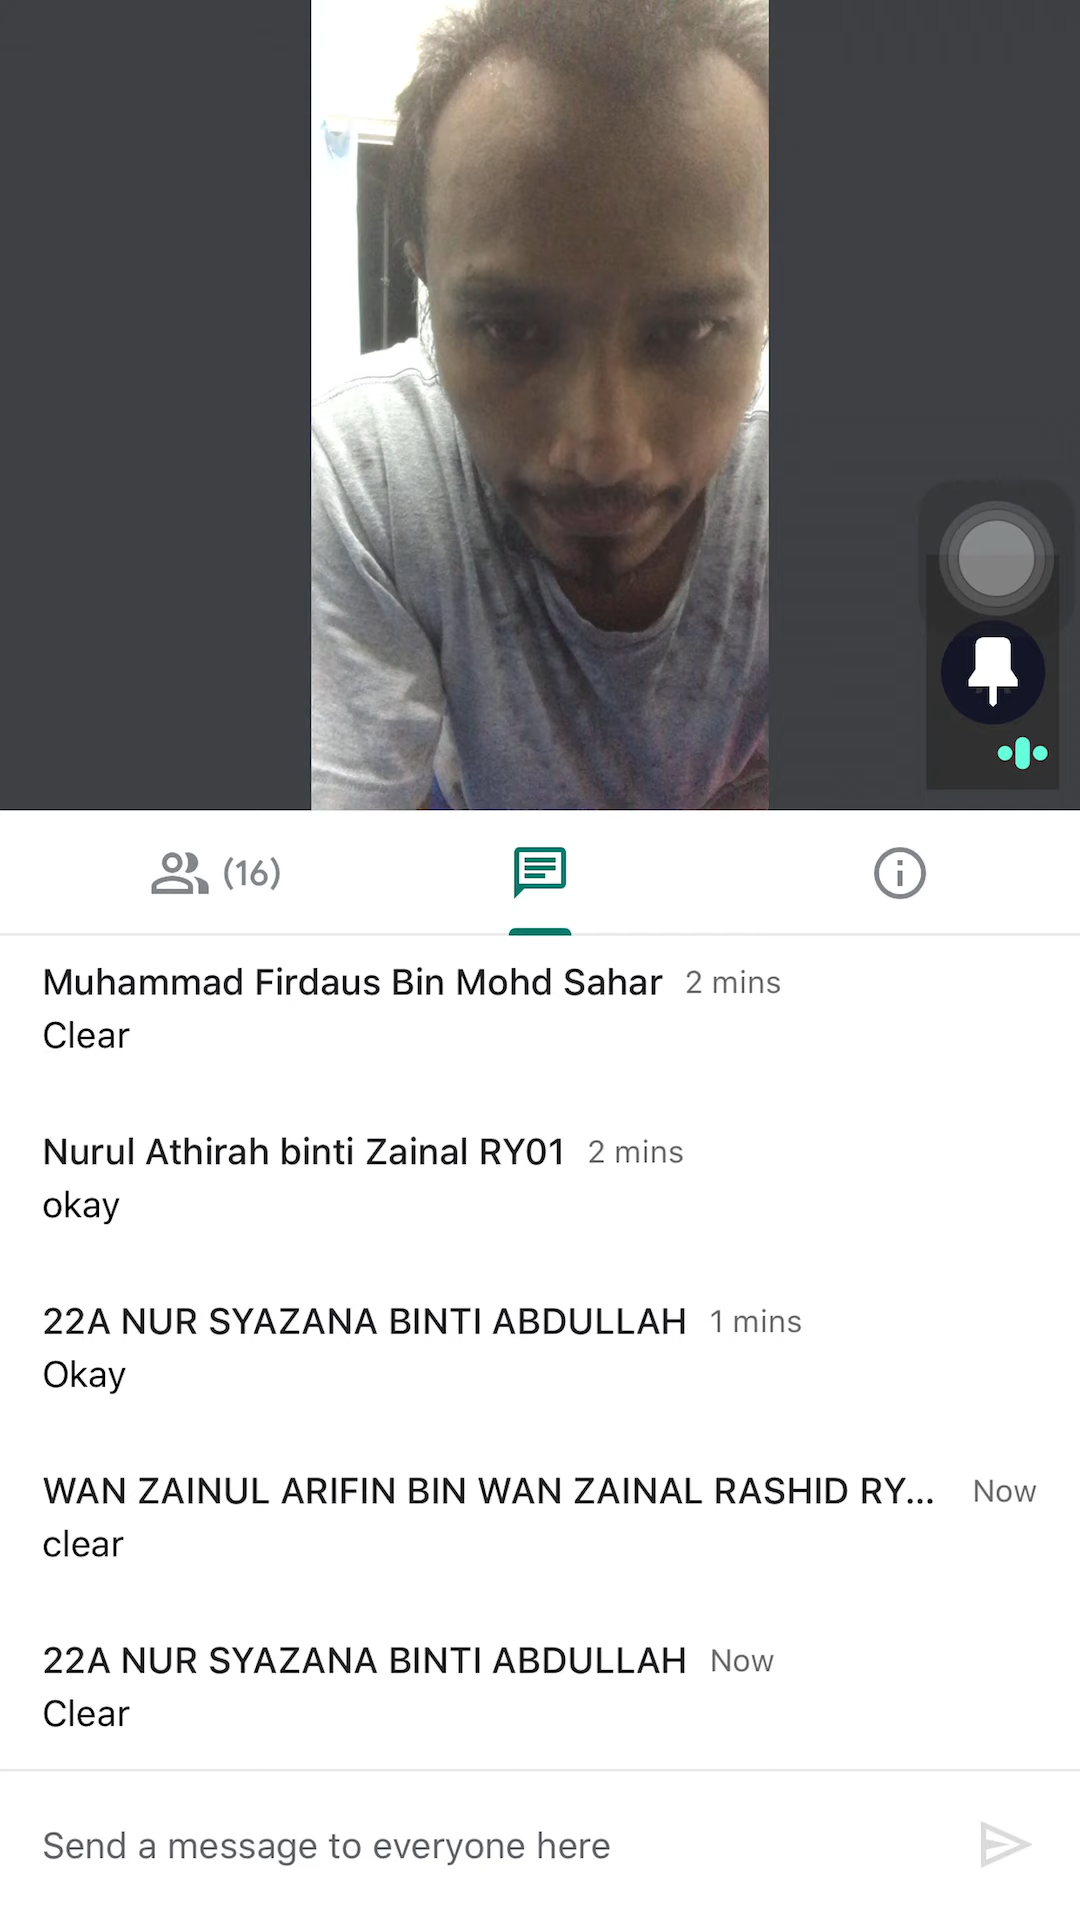 (16)
Muhammad Firdaus Bin Mohd Sahar 2 mins
Clear
Nurul Athirah binti Zainal RY01 2 mins
okay
22A NUR SYAZANA BINTI ABDULLAH 1 mins
Okay
WAN ZAINUL ARIFIN BIN WAN ZAINAL RASHID RY... Now
clear
22A NUR SYAZANA BINTI ABDULLAH Now
Clear
Send a message to everyone here